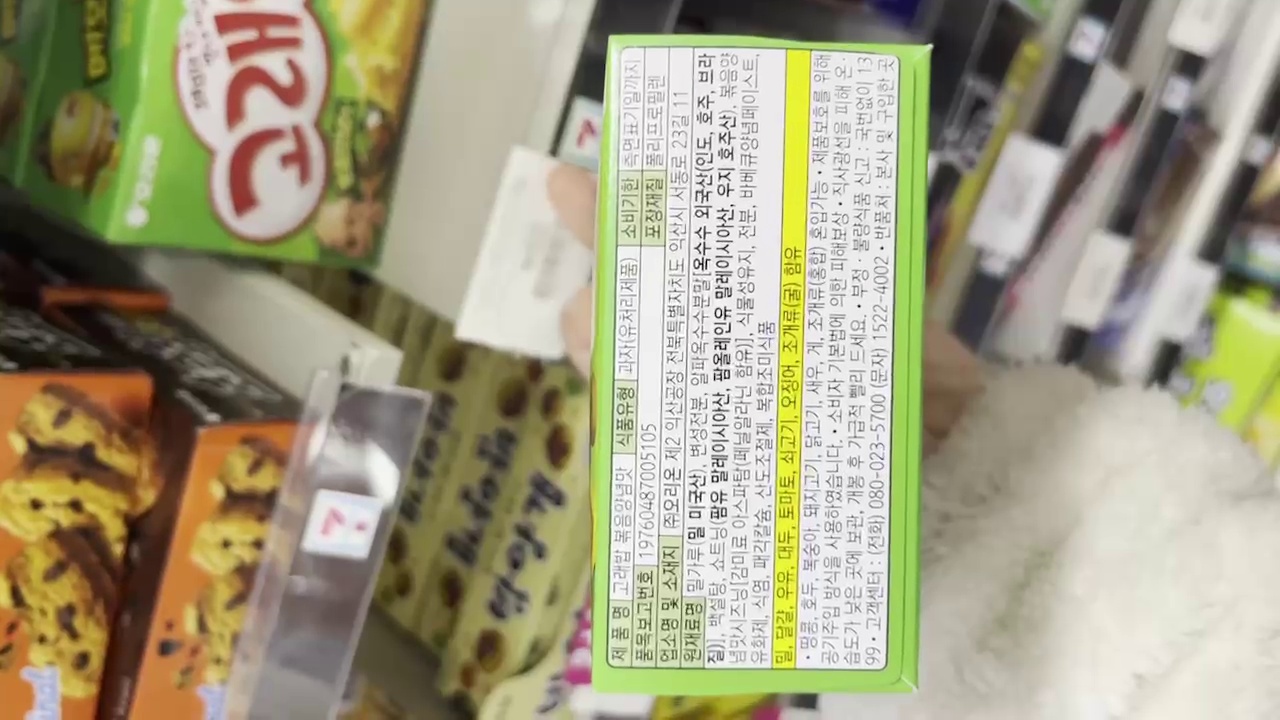 inal
오리온
고래
7
밤양갱
7
제 품 명 고래밥 볶음양념맛 식품유형 과자(유처리제품) 소비기한 측면표기일까지
품목보고번호 19760487005105 포장재질 폴리프로필렌
업소명 및 소재지 ㈜오리온 제2 익산공장 전북특별자치도 익산시 서동로 23길 11
원재료명 밀가루(밀 미국산), 변성전분, 알파옥수수분말[옥수수 외국산(인도, 호주, 브라
질)], 백설탕, 쇼트닝(팜유 말레이시아산, 팜올레인유 말레이시아산, 우지 호주산), 볶음양
념맛시즈닝[감미료 아스파탐(페닐알라닌 함유)], 식물성유지, 전분, 바베큐양념페이스트,
유화제, 식염, 패각칼슘, 산도조절제, 복합조미식품
밀, 달걀, 우유, 대두, 토마토, 쇠고기, 오징어, 조개류(굴) 함유
• 땅콩, 호두, 복숭아, 돼지고기, 닭고기, 새우, 게, 조개류(홍합) 혼입가능 • 제품보호를 위해
공기주입 방식을 사용하였습니다. • 소비자 기본법에 의한 피해보상 • 직사광선을 피해 온·
습도가 낮은 곳에 보관, 개봉 후 가급적 빨리 드세요. • 부정 · 불량식품 신고 : 국번없이 13
99 • 고객센터 : (전화) 080-023-5700 (문자) 1522-4002 • 반품처 : 본사 및 구입한 곳
7